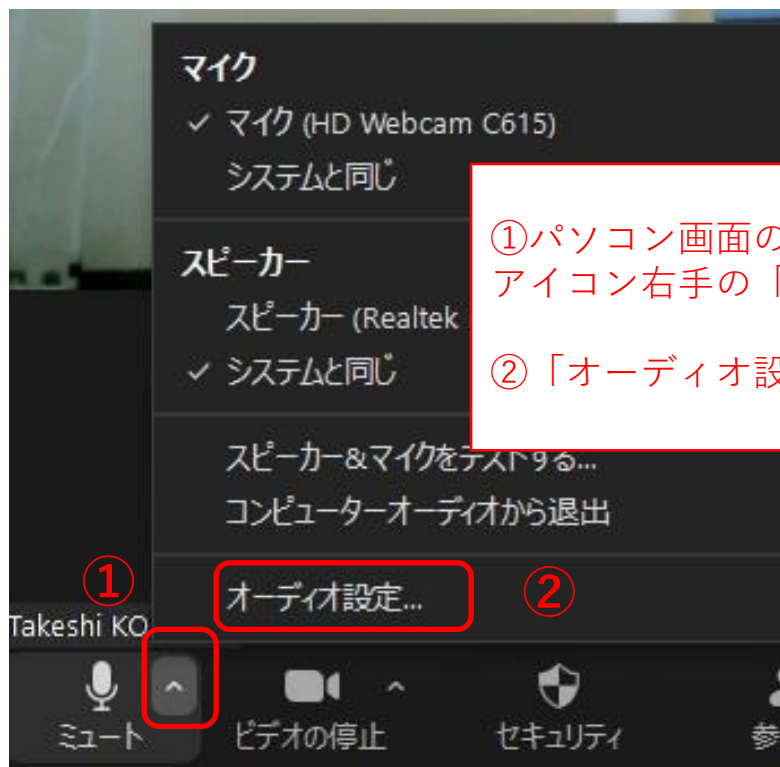 マイク
マイク (HD Webcam C615)
システムと同じ
スピーカー
スピーカー (Realtek
システムと同じ
スピーカー&マイクをテストする...
コンピューターオーディオから退出
オーディオ設定...
①パソコン画面の
アイコン右手の「
②「オーディオ設
①
②
Takeshi KO
ミュート
ビデオの停止
セキュリティ
参